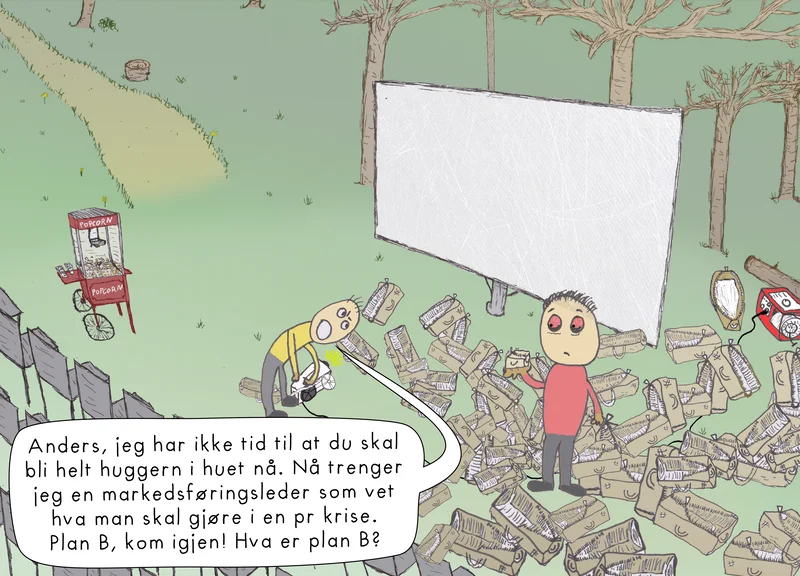 POPCORN
POPCORN
Anders, jeg har ikke tid til at du skal
bli helt huggern i huet nå. Nå trenger
jeg en markedsføringsleder som vet
hva man skal gjøre i en pr krise.
Plan B, kom igjen! Hva er plan B?